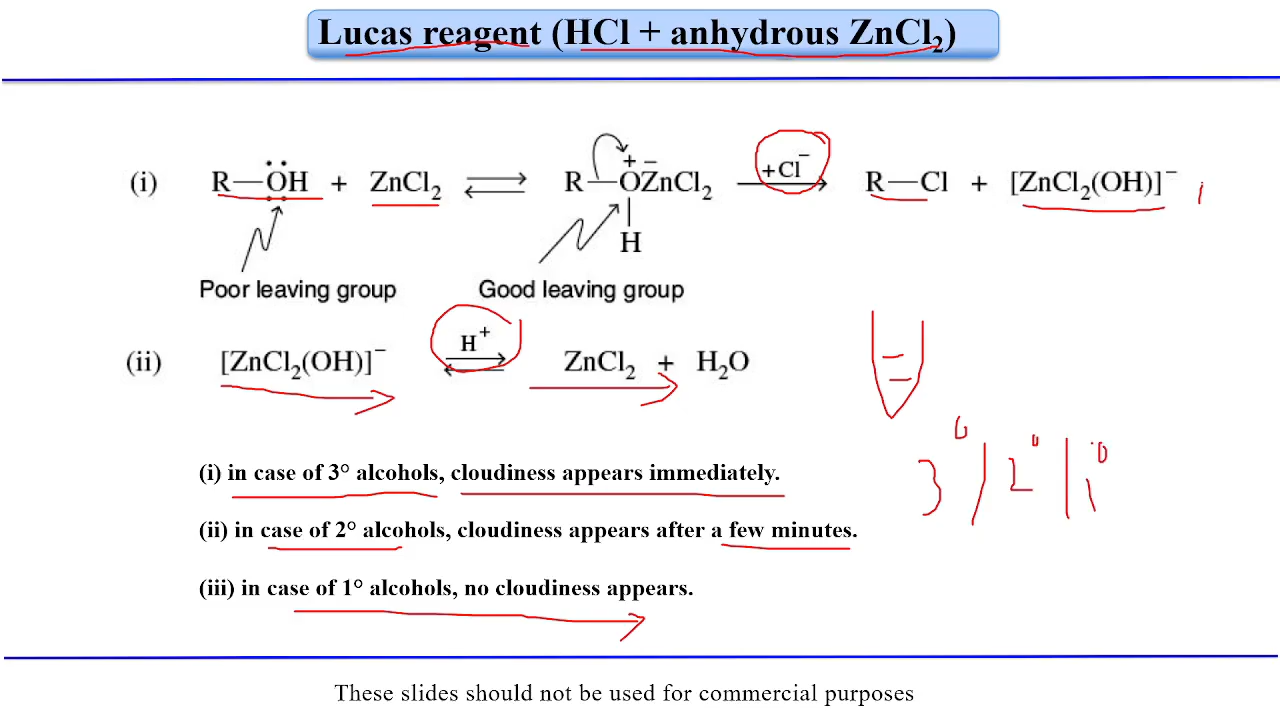 Lucas reagent (HCl + anhydrous ZnCl₂)
(i) R—ÖH + ZnCl₂ ⇌ R—O⁺(H)Z⁻nCl₂ +Cl⁻ → R—Cl + [ZnCl₂(OH)]⁻
Poor leaving group Good leaving group
(ii) [ZnCl₂(OH)]⁻ H⁺ ⇌ ZnCl₂ + H₂O
(i) in case of 3° alcohols, cloudiness appears immediately.
3° / 2° | 1°
(ii) in case of 2° alcohols, cloudiness appears after a few minutes.
(iii) in case of 1° alcohols, no cloudiness appears.
These slides should not be used for commercial purposes